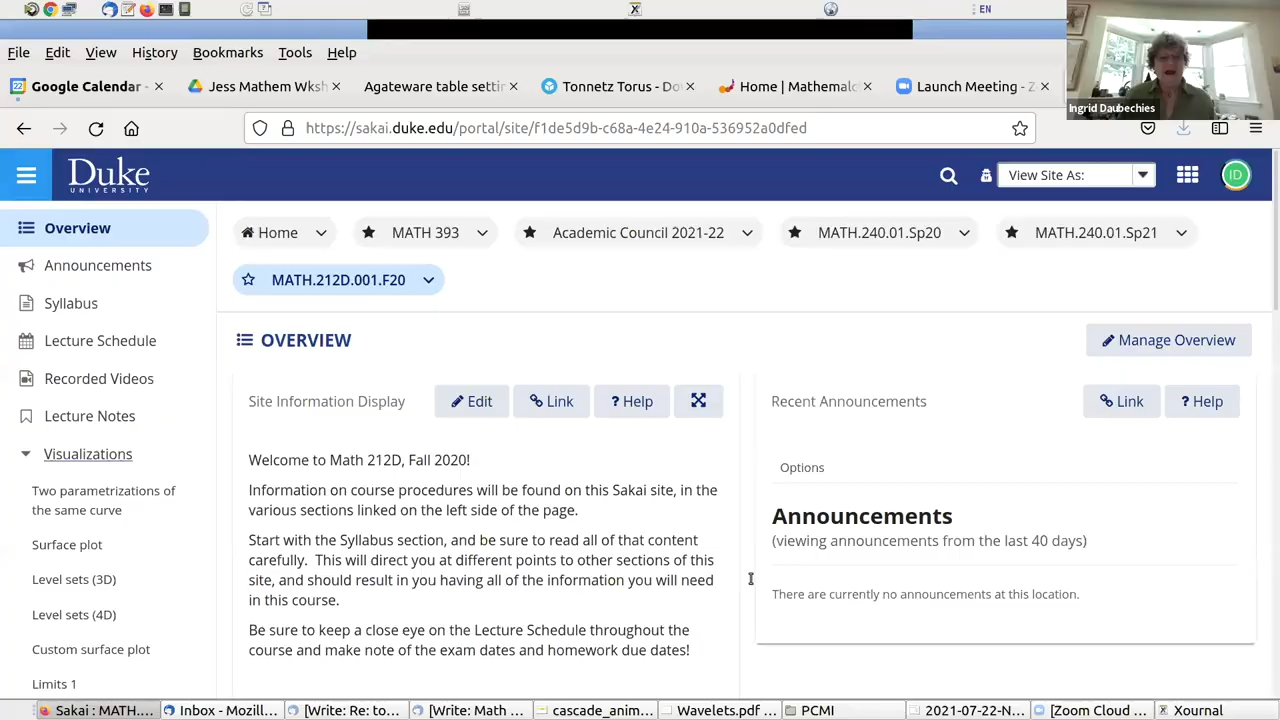 EN
File Edit View History Bookmarks Tools Help
Google Calendar - Jess Mathem Wksh Agateware table settin Tonnetz Torus - Do Home | Mathemal Launch Meeting - Z
Ingrid Daubechies
https://sakai.duke.edu/portal/site/f1ae5d9b-c68a-4e24-910a-536952a0dfed
Duke
UNIVERSITY
View Site As:
ID
Overview
Announcements
Syllabus
Lecture Schedule
Recorded Videos
Lecture Notes
Visualizations
Two parametrizations of
the same curve
Surface plot
Level sets (3D)
Level sets (4D)
Custom surface plot
Limits 1
Home MATH 393 Academic Council 2021-22 MATH.240.01.Sp20 MATH.240.01.Sp21
MATH.212D.001.F20
OVERVIEW
Manage Overview
Site Information Display Edit Link ? Help
Welcome to Math 212D, Fall 2020!
Information on course procedures will be found on this Sakai site, in the
various sections linked on the left side of the page.
Start with the Syllabus section, and be sure to read all of that content
carefully. This will direct you at different points to other sections of this
site, and should result in you having all of the information you will need
in this course.
Be sure to keep a close eye on the Lecture Schedule throughout the
course and make note of the exam dates and homework due dates!
Recent Announcements Link ? Help
Options
Announcements
(viewing announcements from the last 40 days)
There are currently no announcements at this location.
Sakai : MATH.... Inbox - Mozill... [Write: Re: to... [Write: Math ... cascade_anim... Wavelets.pdf ... PCMI 2021-07-22-N... [Zoom Cloud ... Xournal